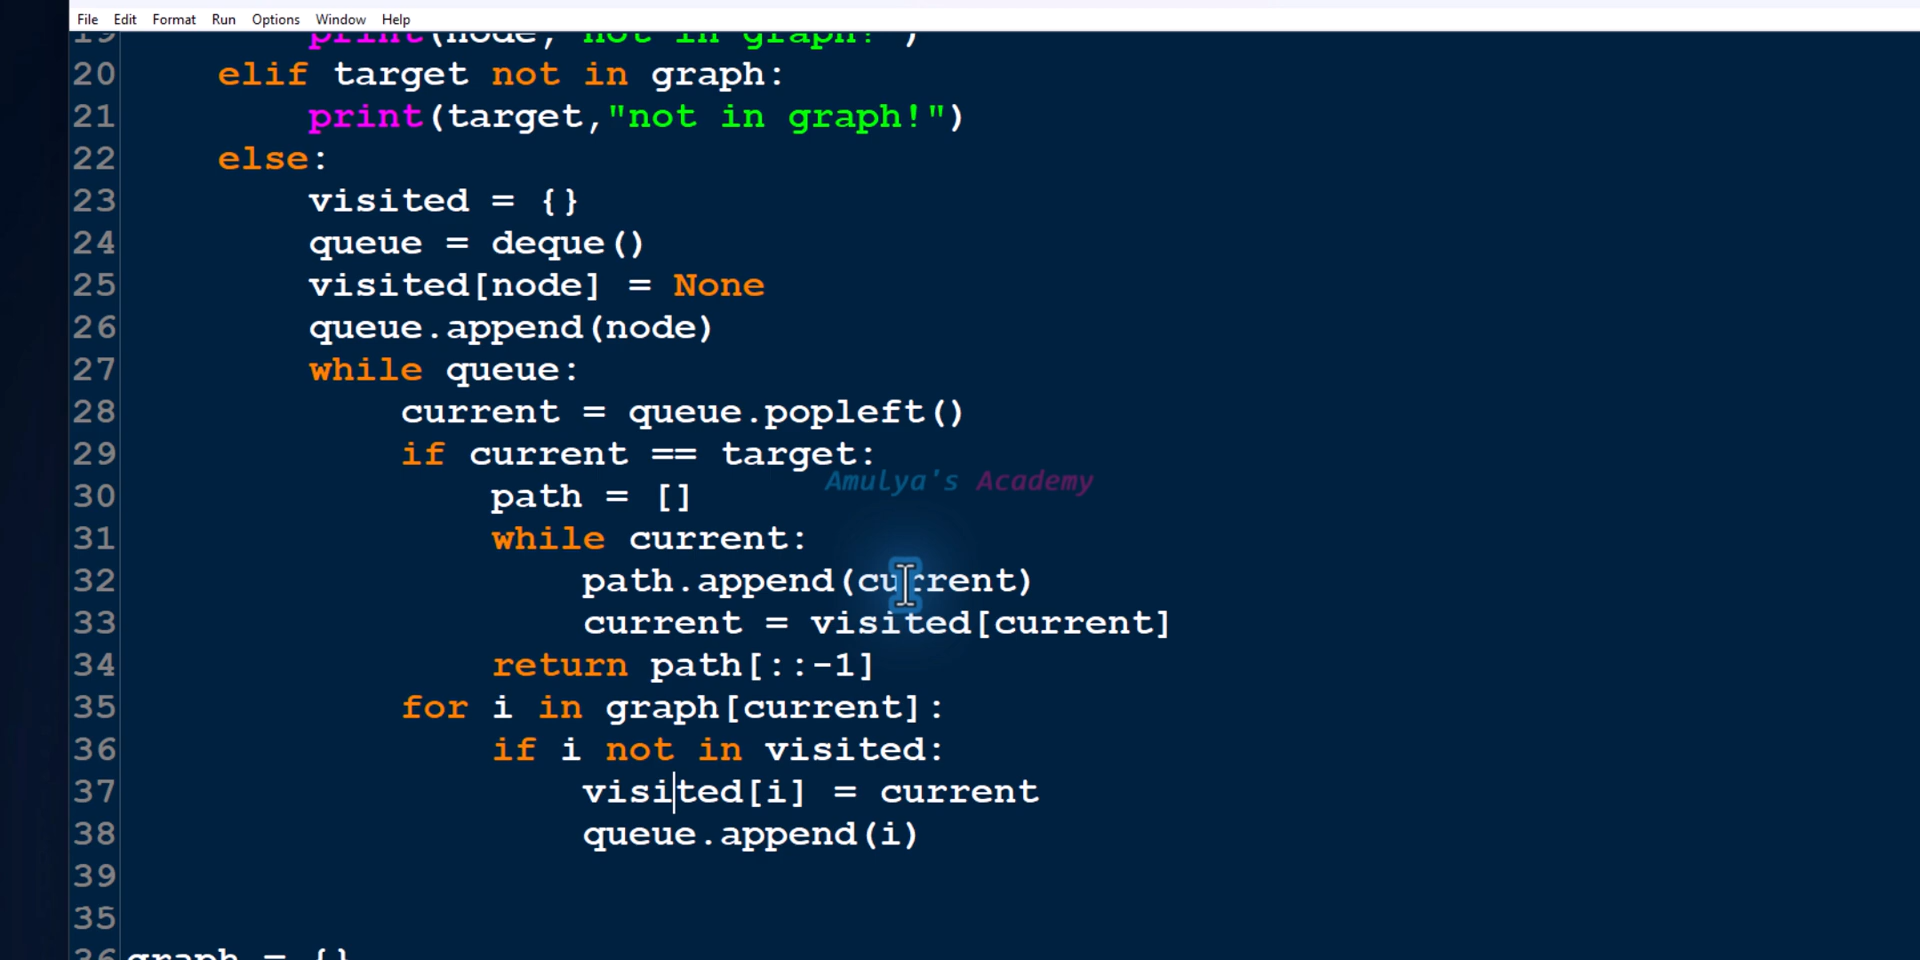 File Edit Format Run Options Window Help
19 print(node,"not in graph!")
20 elif target not in graph:
21 print(target,"not in graph!")
22 else:
23 visited = {}
24 queue = deque()
25 visited[node] = None
26 queue.append(node)
27 while queue:
28 current = queue.popleft()
29 if current == target:
Amulya's Academy
30 path = []
31 while current:
32 path.append(current)
33 current = visited[current]
34 return path[::-1]
35 for i in graph[current]:
36 if i not in visited:
37 visited[i] = current
38 queue.append(i)
39
35
36 graph = {}